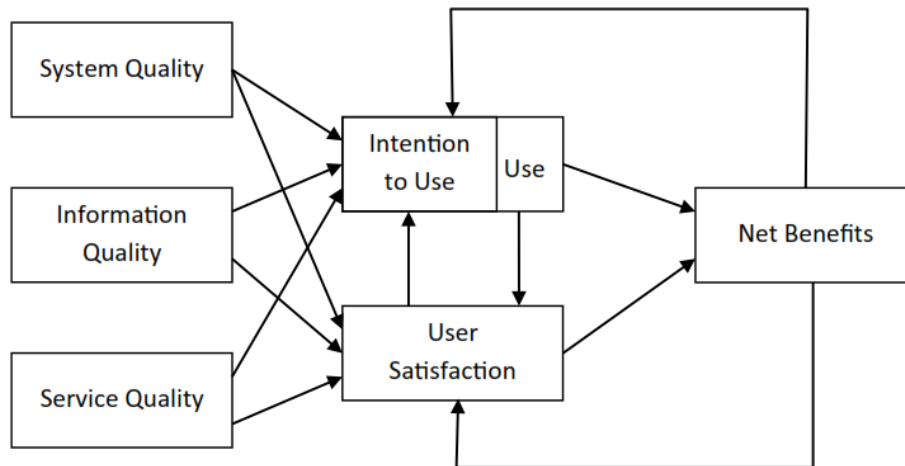 System Quality
Intention
to Use
Use
Information
Quality
Net Benefits
User
Satisfaction
Service Quality